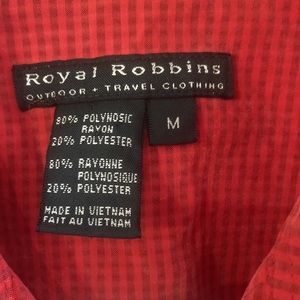 Royal Robbins
OUTDOOR + TRAVEL CLOTHING
80% POLYNOSIC
RAYON
20% POLYESTER
M
80% RAYONNE
POLYNOSIQUE
20% POLYESTER
MADE IN VIETNAM
FAIT AU VIETNAM